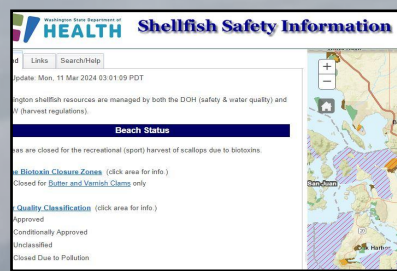 Washington State Department of
HEALTH
Shellfish Safety Information
Links Search/Help
Update: Mon, 11 Mar 2024 03:01:09 PDT
ington shellfish resources are managed by both the DOH (safety & water quality) and
W (harvest regulations).
Beach Status
eas are closed for the recreational (sport) harvest of scallops due to biotoxins.
e Biotoxin Closure Zones (click area for info.)
Closed for Butter and Varnish Clams only
Quality Classification (click area for info.)
Approved
Conditionally Approved
Unclassified
Closed Due to Pollution
+
−
San Juan
20
Harbor